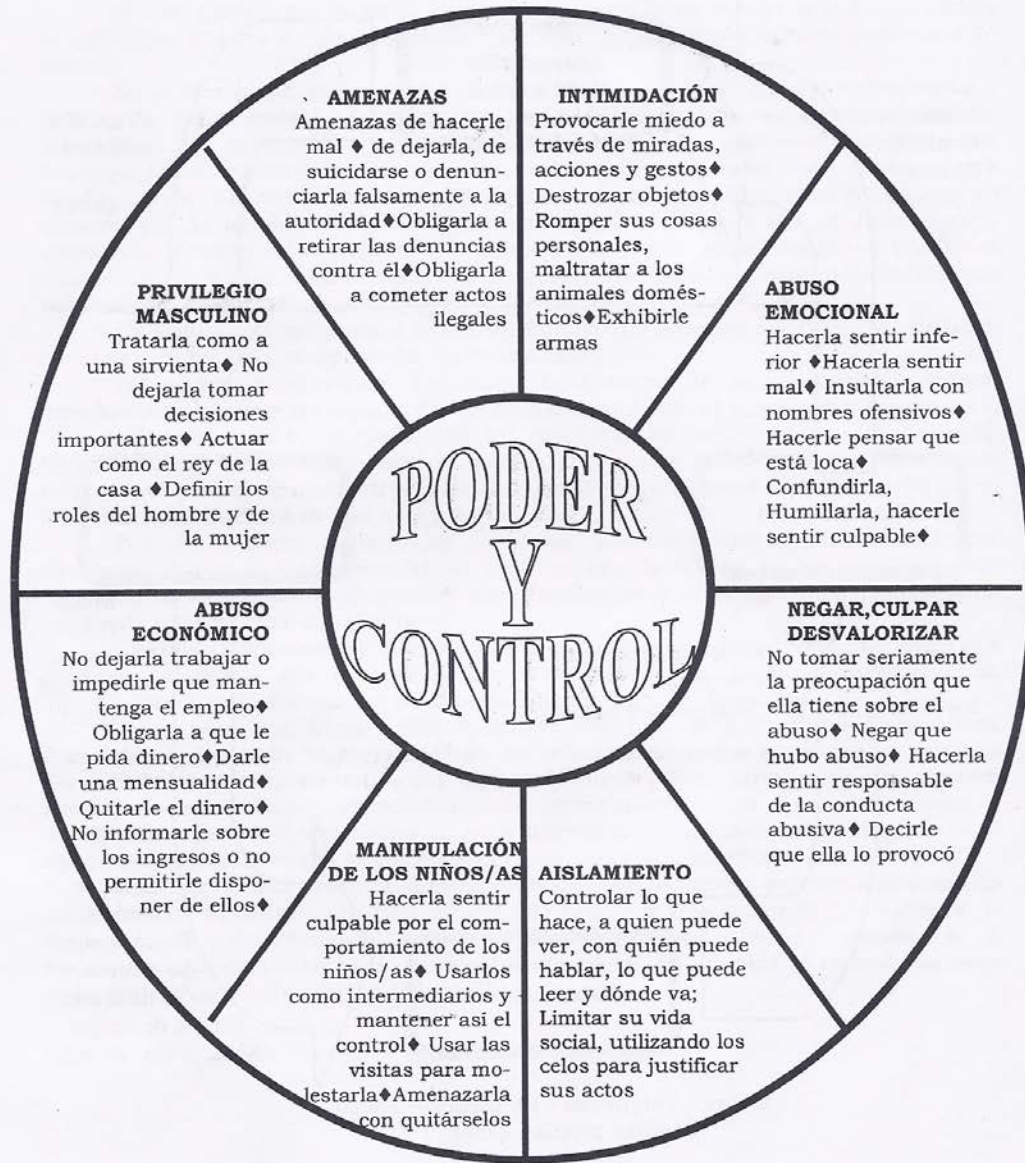 AMENAZAS
Amenazas de hacerle
mal ♦ de dejarla, de
suicidarse o denun-
ciarla falsamente a la
autoridad♦Obligarla a
retirar las denuncias
contra él♦Obligarla
a cometer actos
ilegales
INTIMIDACIÓN
Provocarle miedo a
través de miradas,
acciones y gestos♦
Destrozar objetos♦
Romper sus cosas
personales,
maltratar a los
animales domés-
ticos♦Exhibirle
armas
PRIVILEGIO
MASCULINO
Tratarla como a
una sirvienta♦ No
dejarla tomar
decisiones
importantes♦ Actuar
como el rey de la
casa ♦Definir los
roles del hombre y de
la mujer
ABUSO
EMOCIONAL
Hacerla sentir infe-
rior ♦Hacerla sentir
mal♦ Insultarla con
nombres ofensivos♦
Hacerle pensar que
está loca♦
Confundirla,
Humillarla, hacerle
sentir culpable♦
PODER
Y
CONTROL
ABUSO
ECONÓMICO
No dejarla trabajar o
impedirle que man-
tenga el empleo♦
Obligarla a que le
pida dinero♦Darle
una mensualidad♦
Quitarle el dinero♦
No informarle sobre
los ingresos o no
permitirle dispo-
ner de ellos♦
NEGAR,CULPAR
DESVALORIZAR
No tomar seriamente
la preocupación que
ella tiene sobre el
abuso♦ Negar que
hubo abuso♦ Hacerla
sentir responsable
de la conducta
abusiva♦ Decirle
que ella lo provocó
MANIPULACIÓN
DE LOS NIÑOS/AS
Hacerla sentir
culpable por el com-
portamiento de los
niños/as♦ Usarlos
como intermediarios y
mantener así el
control♦ Usar las
visitas para mo-
lestarla♦Amenazarla
con quitárselos
AISLAMIENTO
Controlar lo que
hace, a quien puede
ver, con quién puede
hablar, lo que puede
leer y dónde va;
Limitar su vida
social, utilizando los
celos para justificar
sus actos